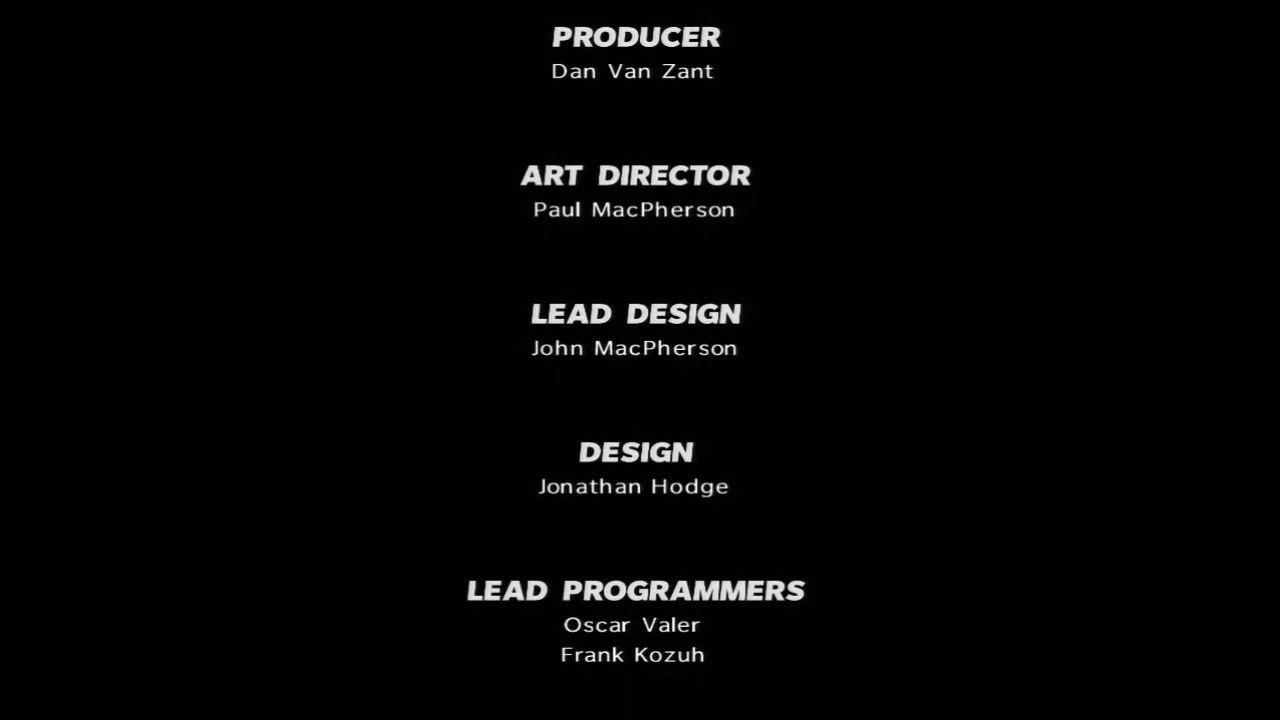 PRODUCER
Dan Van Zant
ART DIRECTOR
Paul MacPherson
LEAD DESIGN
John MacPherson
DESIGN
Jonathan Hodge
LEAD PROGRAMMERS
Oscar Valer
Frank Kozuh